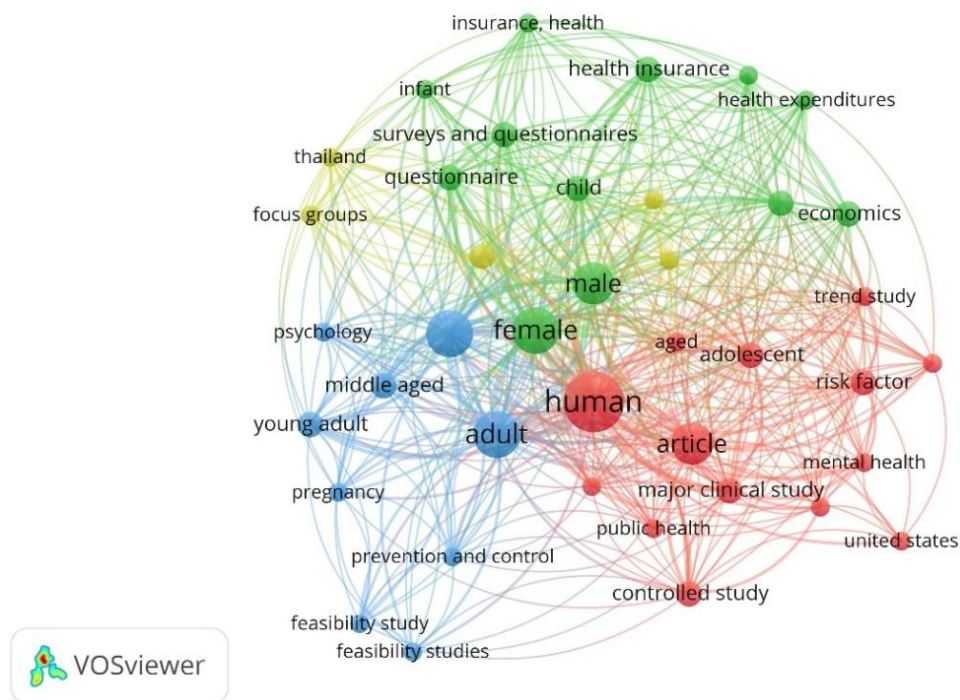 insurance, health
health insurance
infant
health expenditures
surveys and questionnaires
thailand
questionnaire
child
focus groups
economics
male
trend study
psychology
female
aged
adolescent
middle aged
risk factor
human
young adult
adult
article
mental health
pregnancy
major clinical study
public health
united states
prevention and control
controlled study
feasibility study
feasibility studies
VOSviewer